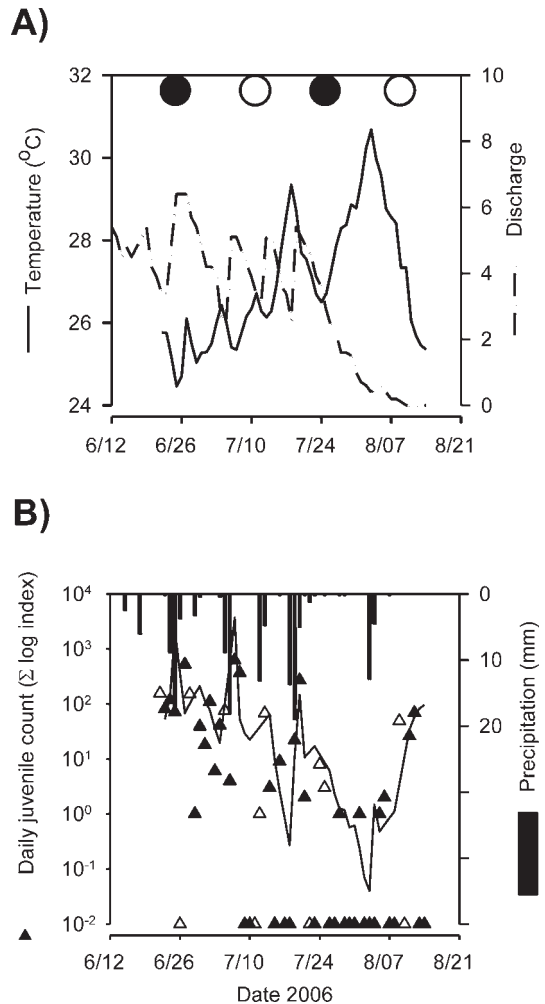 A)
32
30
28
26
24
Temperature (°C)
10
8
6
4
2
0
Discharge
6/12 6/26 7/10 7/24 8/07 8/21
B)
Daily juvenile count (Σ log index)
10⁴
10³
10²
10¹
10⁰
10⁻¹
10⁻²
0
10
20
Precipitation (mm)
6/12 6/26 7/10 7/24 8/07 8/21
Date 2006